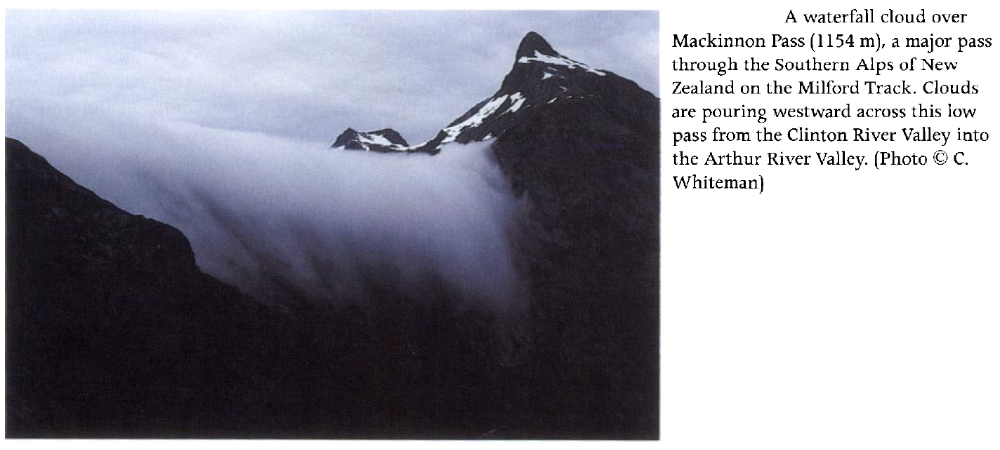 A waterfall cloud over
Mackinnon Pass (1154 m), a major pass
through the Southern Alps of New
Zealand on the Milford Track. Clouds
are pouring westward across this low
pass from the Clinton River Valley into
the Arthur River Valley. (Photo © C.
Whiteman)